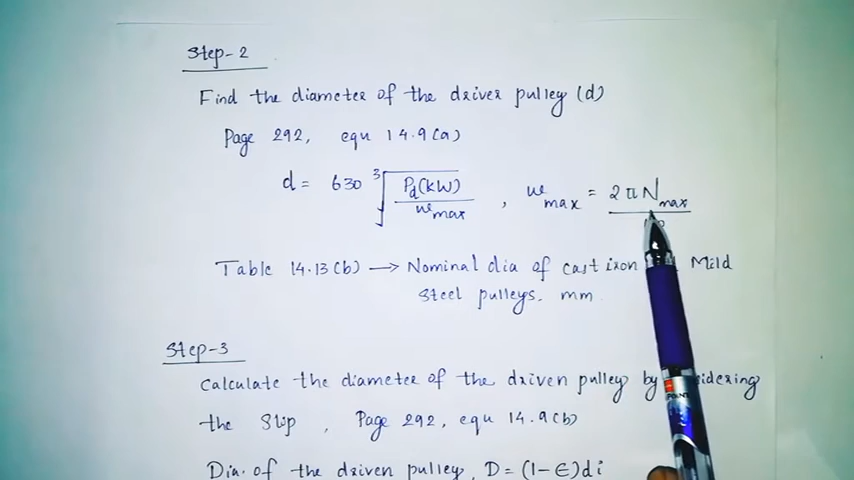 Step-2
Find the diameter of the driver pulley (d)
Page 292, equ 14.9(a)
d = 630 ∛(Pd(kW)/wmax) , wmax = 2πNmax/
Table 14.13(b) → Nominal dia of cast iron Mild
Steel pulleys. mm.
Step-3
Calculate the diameter of the driven pulley by
the Slip , Page 292, equ 14.9(b)
Dia. of the driven pulley, D = (1-ϵ)di